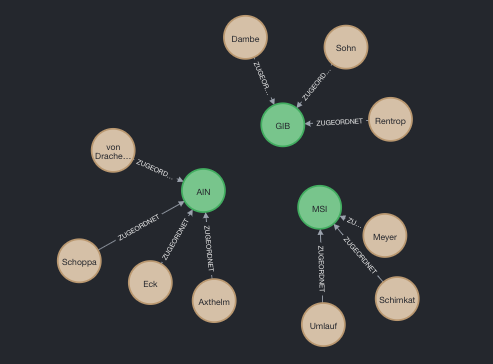 Dambe
Sohn
ZUGEOR...
ZUGEORD...
GIB
ZUGEORDNET
Rentrop
von
Drache...
ZUGEORD...
AIN
MSI
ZUGEORDNET
ZUGEORDNET
ZUGEORDNET
ZU...
Meyer
Schoppa
ZUGEORDNET
ZUGEORDNET
Eck
Axthelm
Schimkat
Umlauf